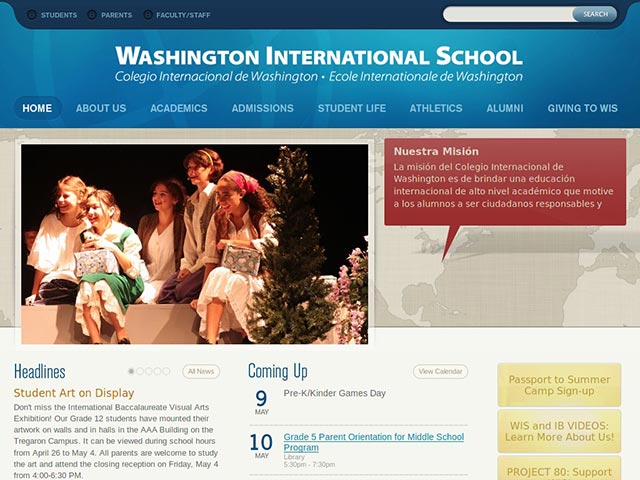 STUDENTS
PARENTS
FACULTY/STAFF
SEARCH
WASHINGTON INTERNATIONAL SCHOOL
Colegio Internacional de Washington • Ecole Internationale de Washington
HOME
ABOUT US
ACADEMICS
ADMISSIONS
STUDENT LIFE
ATHLETICS
ALUMNI
GIVING TO WIS
Nuestra Misión
La misión del Colegio Internacional de
Washington es de brindar una educación
internacional de alto nivel académico que motive
a los alumnos a ser ciudadanos responsables y
Headlines
All News
Student Art on Display
Don't miss the International Baccalaureate Visual Arts
Exhibition! Our Grade 12 students have mounted their
artwork on walls and in halls in the AAA Building on the
Tregaron Campus. It can be viewed during school hours
from April 26 to May 4. All parents are welcome to study
the art and attend the closing reception on Friday, May 4
from 4:00-6:30 PM.
Coming Up
View Calendar
9
MAY
Pre-K/Kinder Games Day
10
MAY
Grade 5 Parent Orientation for Middle School
Program
Library
5:30pm - 7:30pm
Passport to Summer
Camp Sign-up
WIS and IB VIDEOS:
Learn More About Us!
PROJECT 80: Support